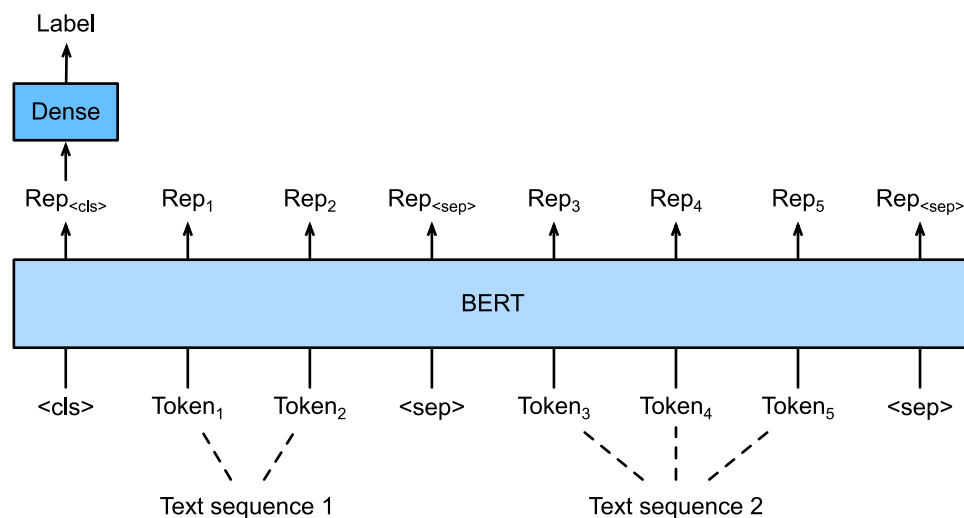 Label
Dense
Rep<cls> Rep1 Rep2 Rep<sep> Rep3 Rep4 Rep5 Rep<sep>
BERT
<cls> Token1 Token2 <sep> Token3 Token4 Token5 <sep>
Text sequence 1 Text sequence 2